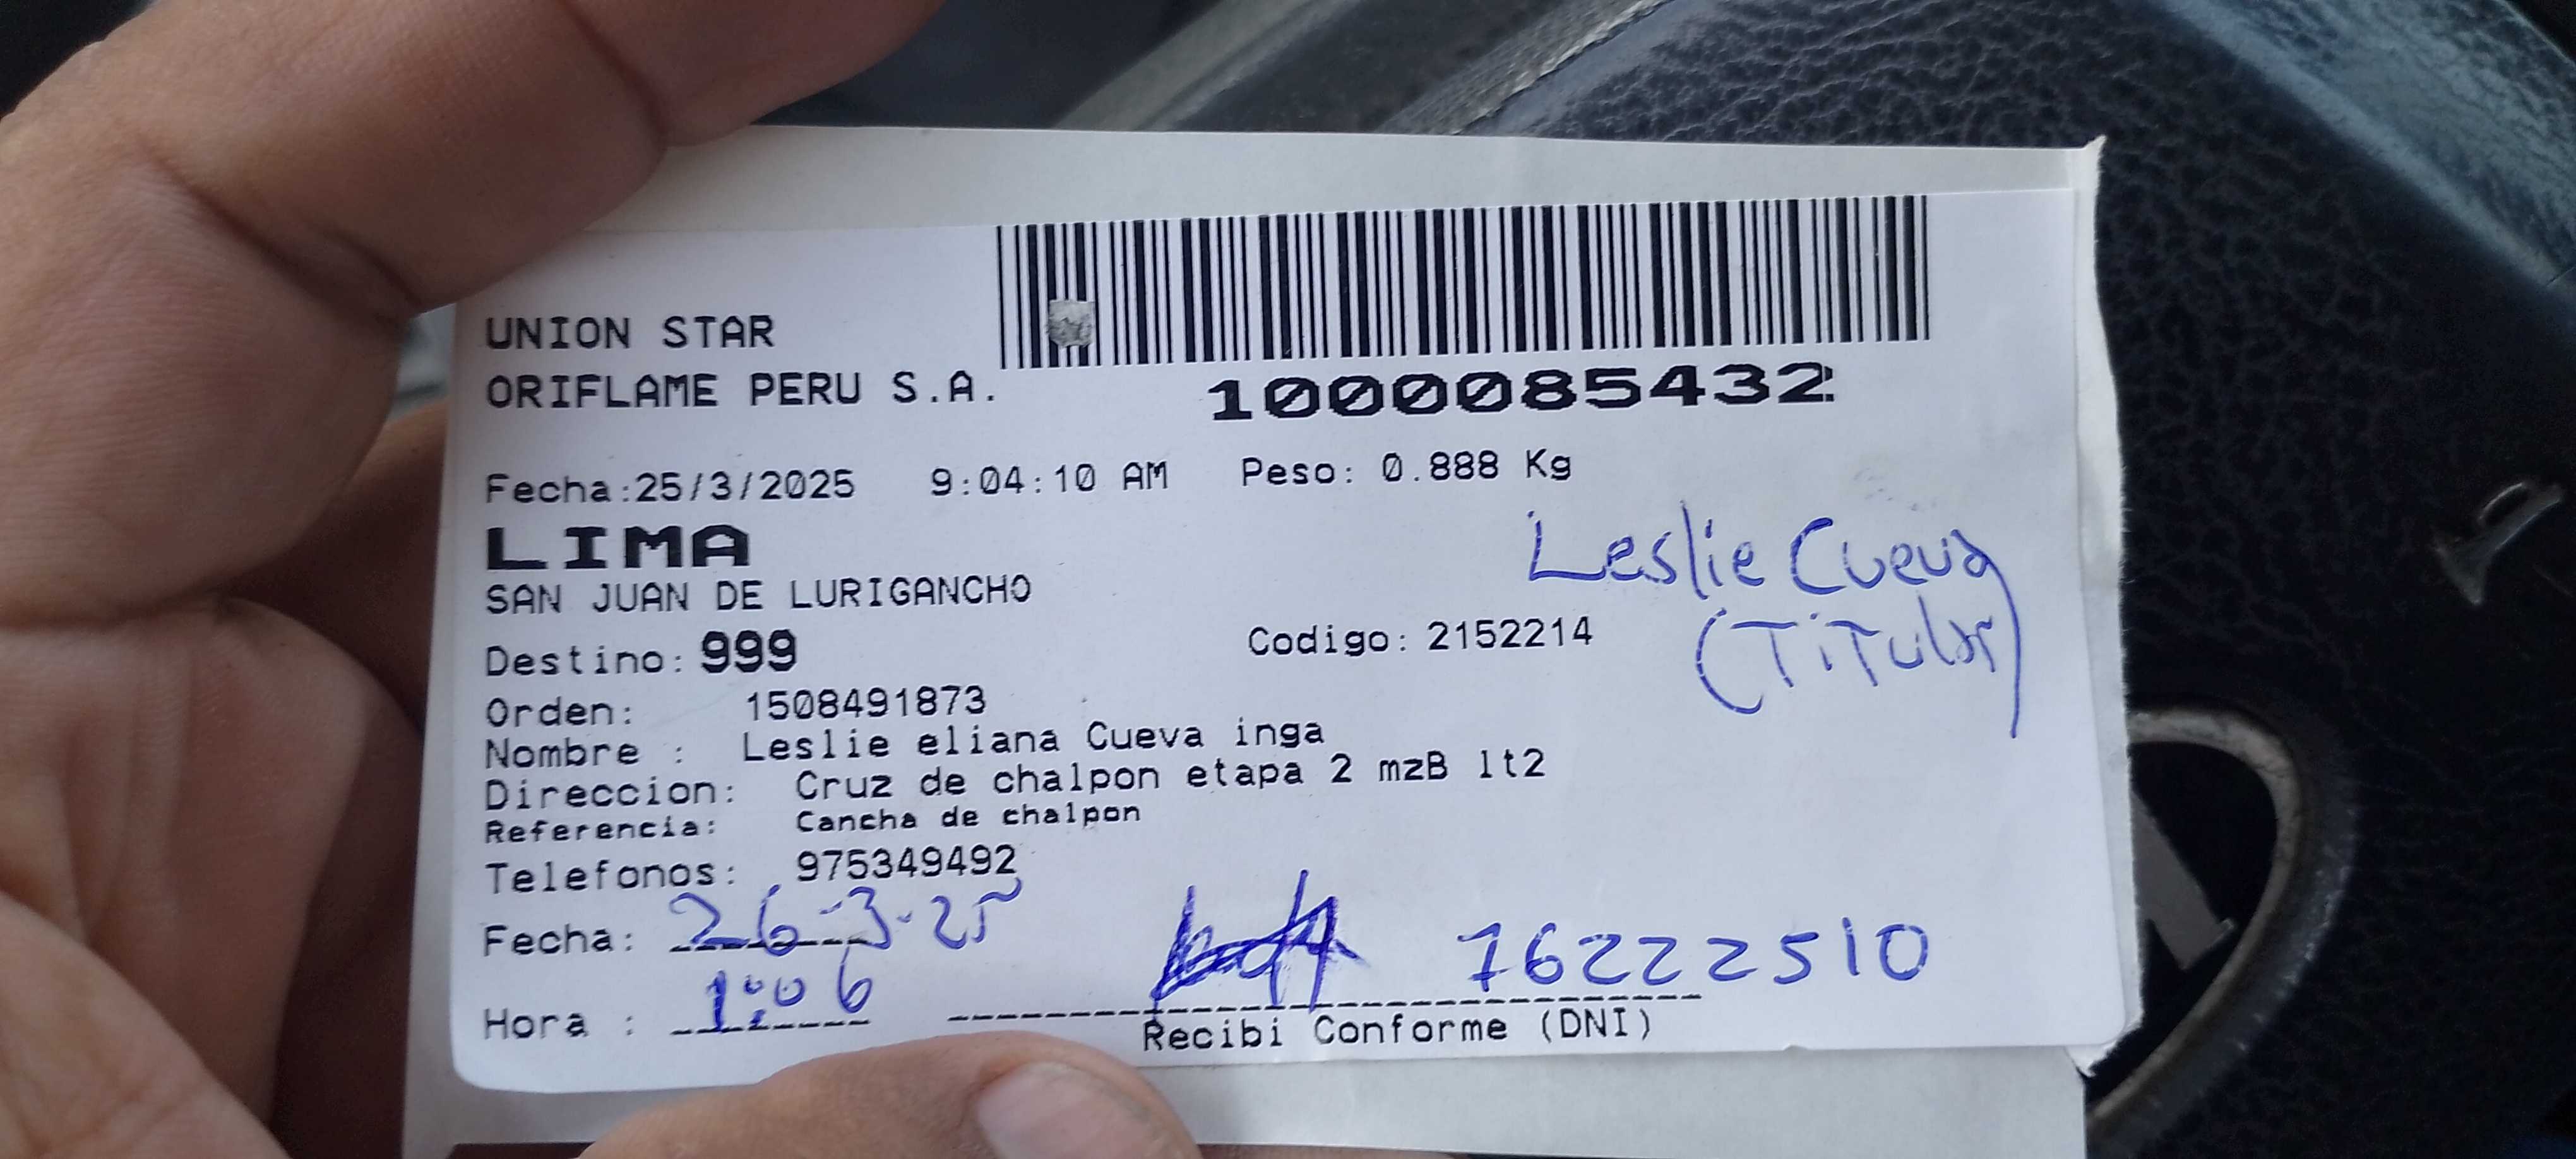 UNION STAR
ORIFLAME PERU S.A.
1000085432
Fecha:25/3/2025 9:04:10 AM Peso: 0.888 Kg
LIMA
SAN JUAN DE LURIGANCHO
Leslie Cueva
(Titular)
Destino: 999 Codigo: 2152214
Orden: 1508491873
Nombre : Leslie eliana Cueva inga
Direccion: Cruz de chalpon etapa 2 mzB lt2
Referencia: Cancha de chalpon
Telefonos: 975349492
Fecha: 26-3-25
76222510
Hora : 1:06
Recibi Conforme (DNI)